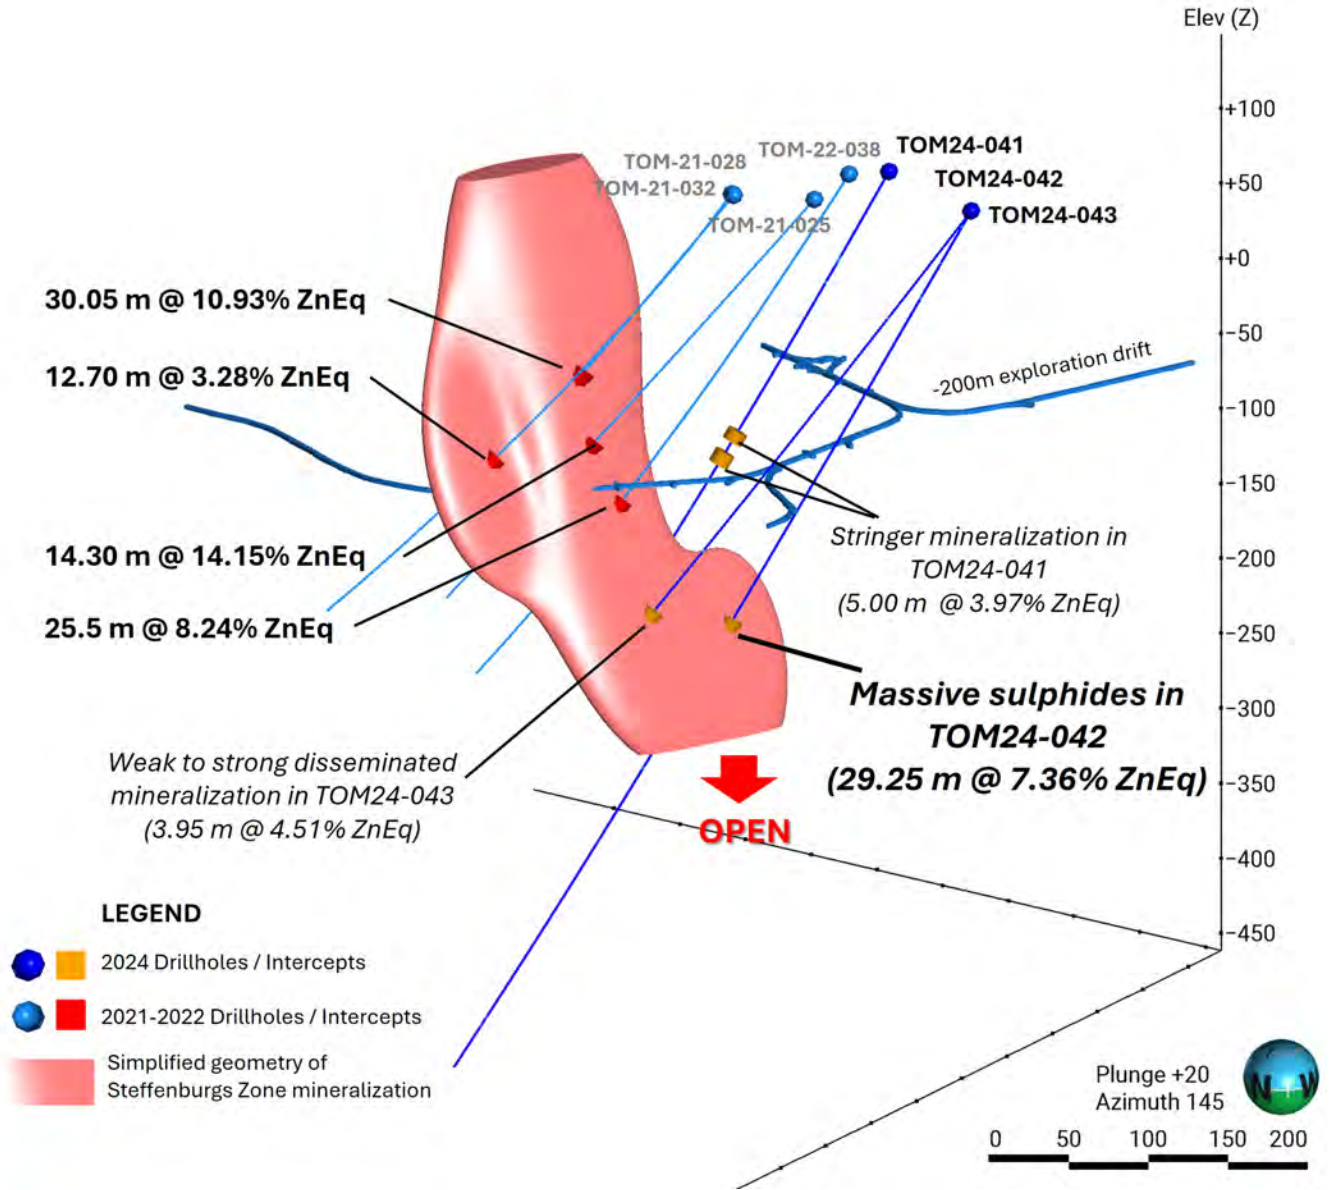 Elev (Z)
+100
+50
+0
−50
−100
−150
−200
−250
−300
−350
−400
−450
TOM-21-028
TOM-21-032
TOM-22-038
TOM-21-025
TOM24-041
TOM24-042
TOM24-043
30.05 m @ 10.93% ZnEq
12.70 m @ 3.28% ZnEq
14.30 m @ 14.15% ZnEq
25.5 m @ 8.24% ZnEq
-200m exploration drift
Stringer mineralization in
TOM24-041
(5.00 m @ 3.97% ZnEq)
Massive sulphides in
TOM24-042
(29.25 m @ 7.36% ZnEq)
Weak to strong disseminated
mineralization in TOM24-043
(3.95 m @ 4.51% ZnEq)
OPEN
LEGEND
2024 Drillholes / Intercepts
2021-2022 Drillholes / Intercepts
Simplified geometry of
Steffenburgs Zone mineralization
Plunge +20
Azimuth 145
N W
0 50 100 150 200